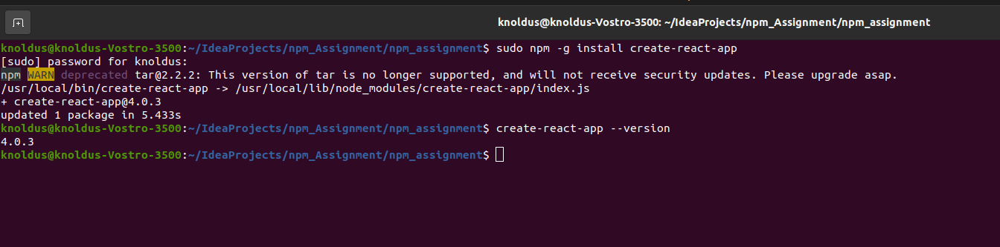 knoldus@knoldus-Vostro-3500: ~/IdeaProjects/npm_Assignment/npm_assignment
knoldus@knoldus-Vostro-3500:~/IdeaProjects/npm_Assignment/npm_assignment$ sudo npm -g install create-react-app
[sudo] password for knoldus:
npm WARN deprecated tar@2.2.2: This version of tar is no longer supported, and will not receive security updates. Please upgrade asap.
/usr/local/bin/create-react-app -> /usr/local/lib/node_modules/create-react-app/index.js
+ create-react-app@4.0.3
updated 1 package in 5.433s
knoldus@knoldus-Vostro-3500:~/IdeaProjects/npm_Assignment/npm_assignment$ create-react-app --version
4.0.3
knoldus@knoldus-Vostro-3500:~/IdeaProjects/npm_Assignment/npm_assignment$